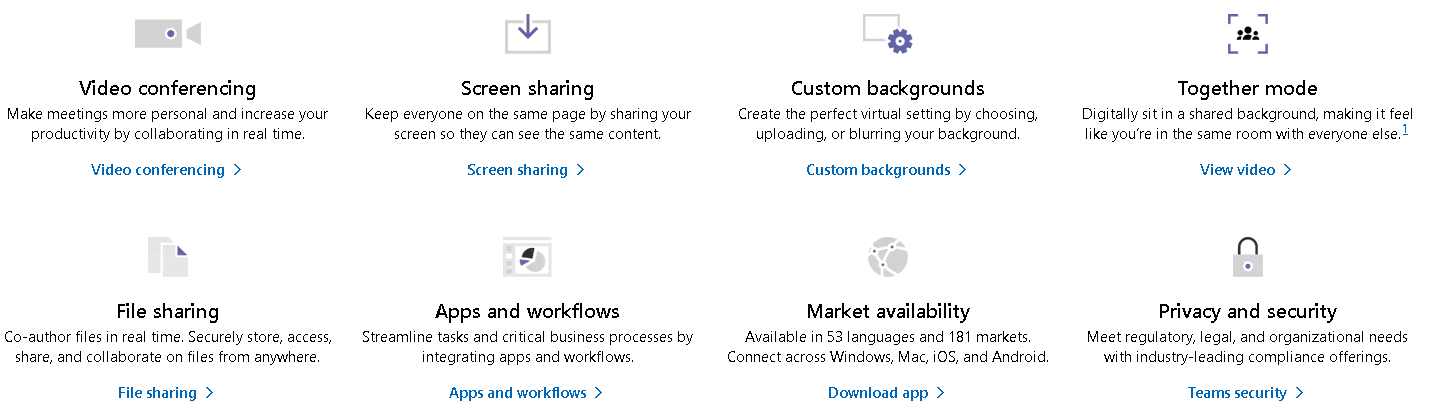 Video conferencing
Make meetings more personal and increase your
productivity by collaborating in real time.
Video conferencing >
Screen sharing
Keep everyone on the same page by sharing your
screen so they can see the same content.
Screen sharing >
Custom backgrounds
Create the perfect virtual setting by choosing,
uploading, or blurring your background.
Custom backgrounds >
Together mode
Digitally sit in a shared background, making it feel
like you’re in the same room with everyone else.1
View video >
File sharing
Co-author files in real time. Securely store, access,
share, and collaborate on files from anywhere.
File sharing >
Apps and workflows
Streamline tasks and critical business processes by
integrating apps and workflows.
Apps and workflows >
Market availability
Available in 53 languages and 181 markets.
Connect across Windows, Mac, iOS, and Android.
Download app >
Privacy and security
Meet regulatory, legal, and organizational needs
with industry-leading compliance offerings.
Teams security >